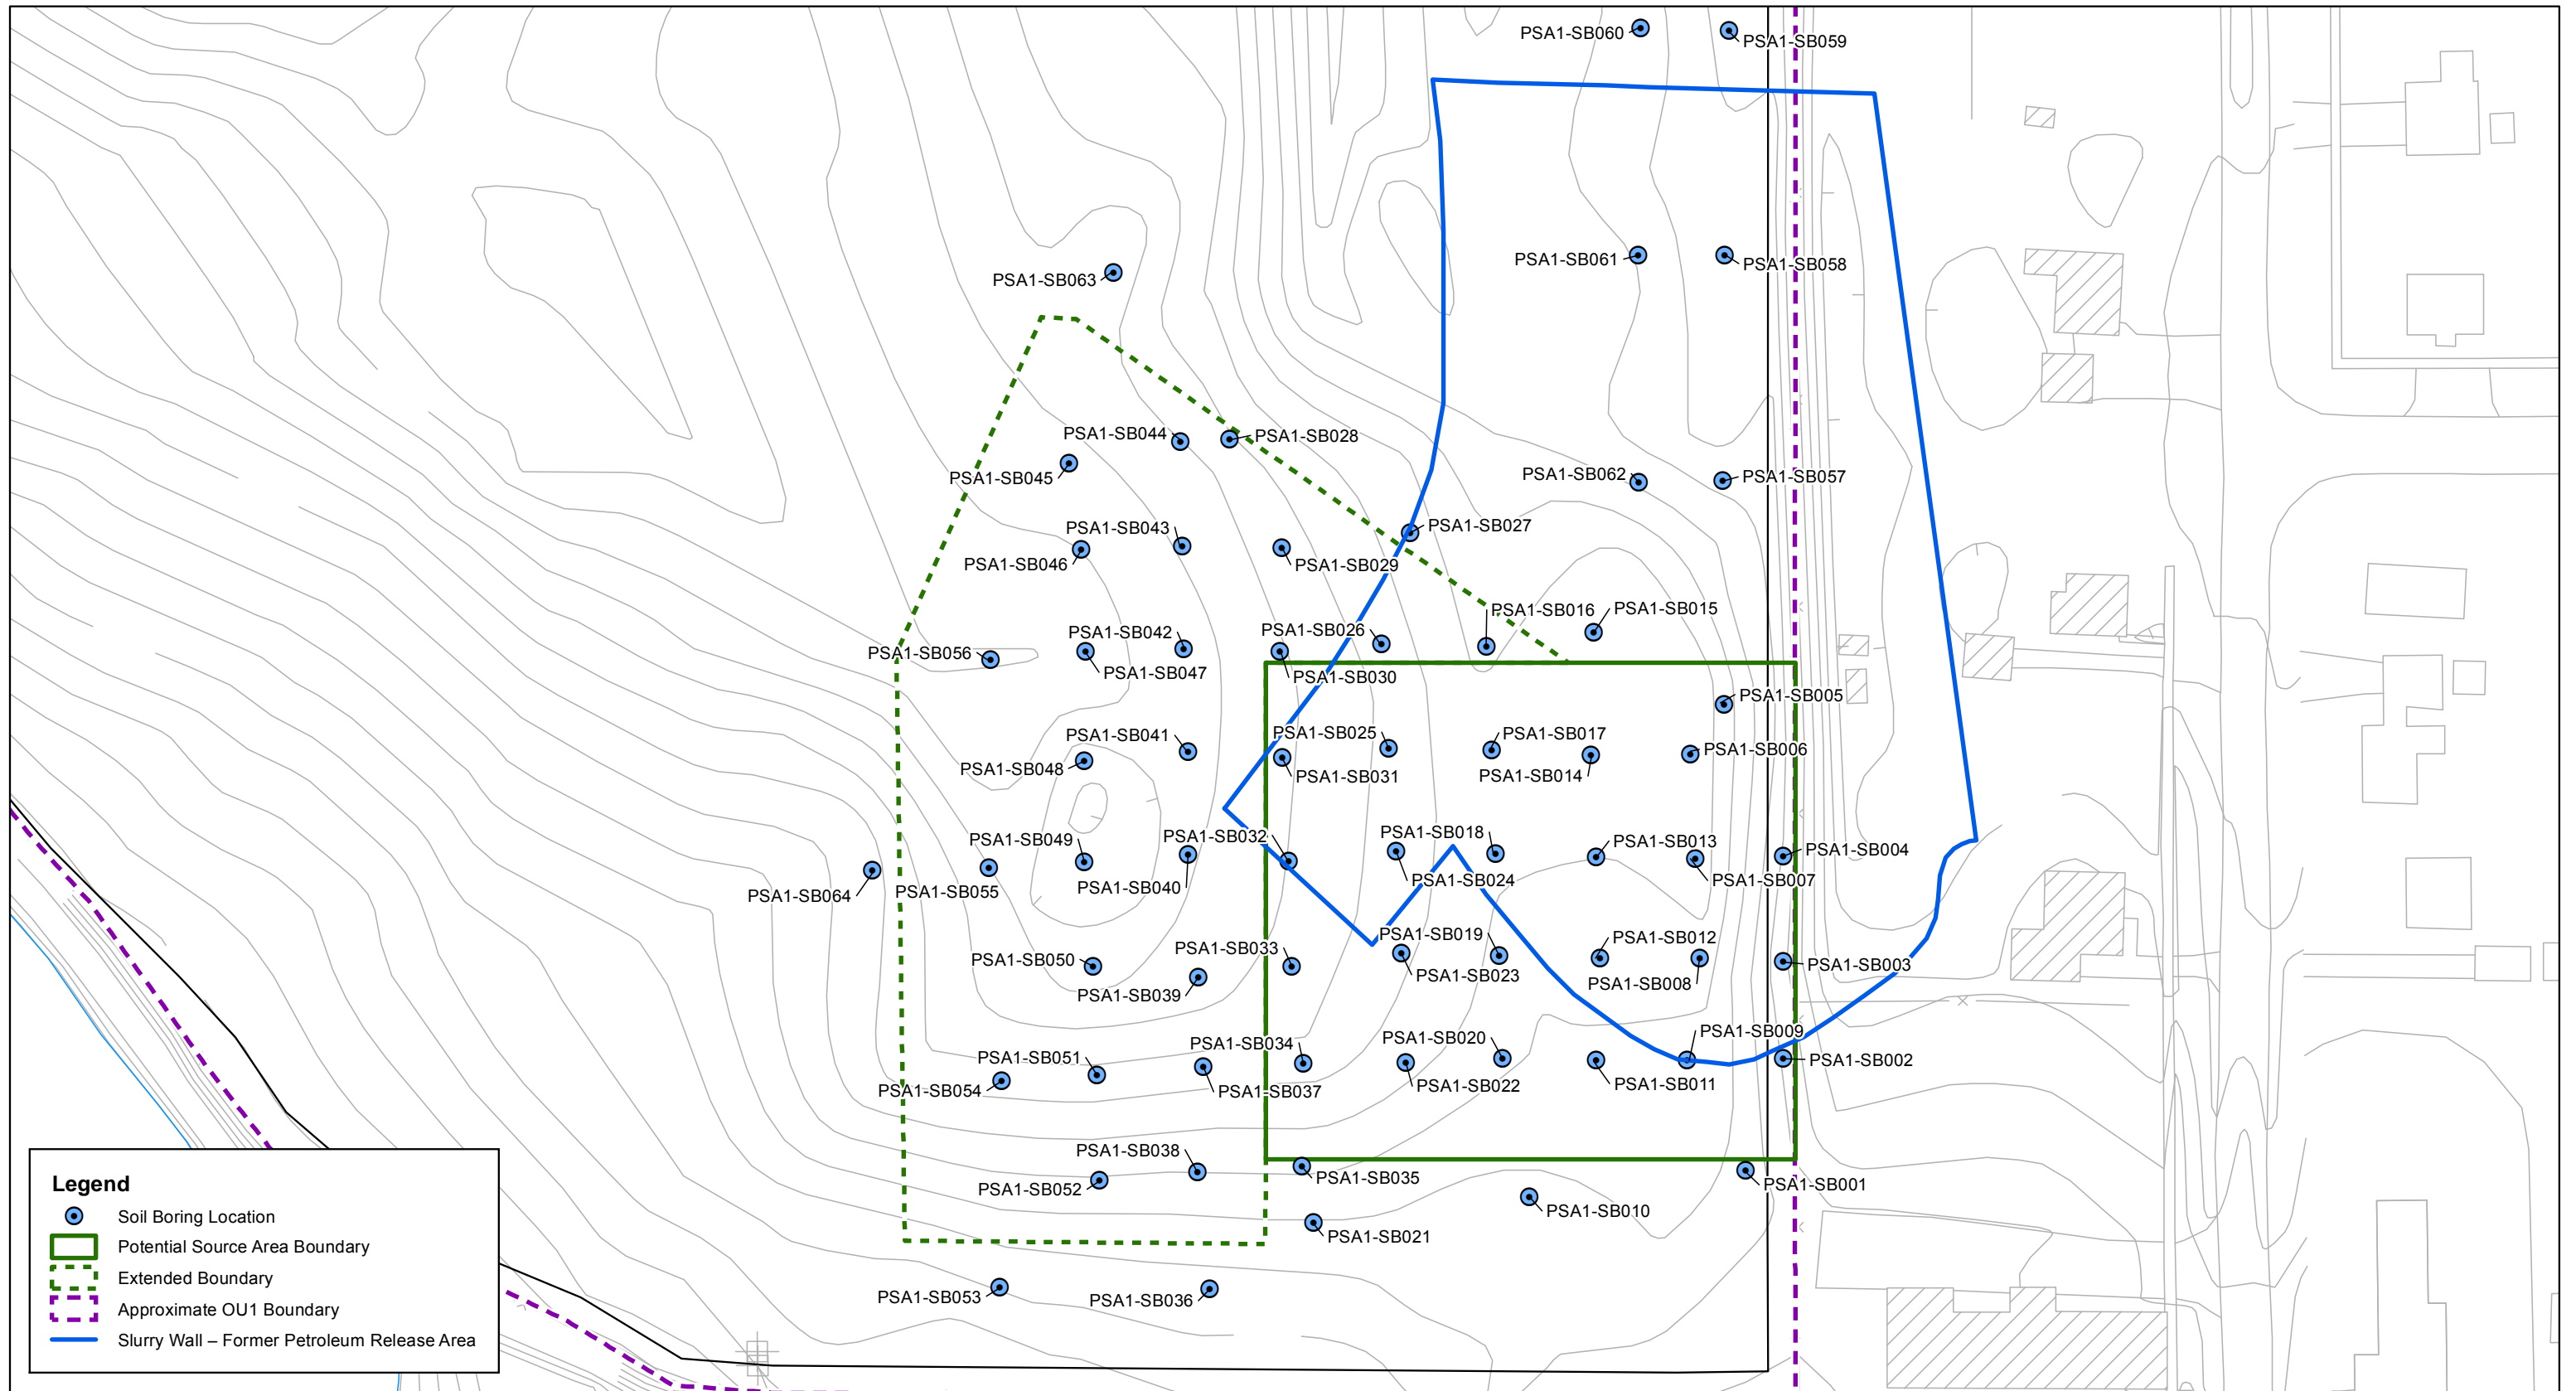 PSA1-SB060
PSA1-SB059
PSA1-SB061
PSA1-SB058
PSA1-SB063
PSA1-SB044
PSA1-SB028
PSA1-SB045
PSA1-SB062
PSA1-SB057
PSA1-SB043
PSA1-SB027
PSA1-SB046
PSA1-SB029
PSA1-SB016
PSA1-SB015
PSA1-SB042
PSA1-SB026
PSA1-SB056
PSA1-SB047
PSA1-SB030
PSA1-SB005
PSA1-SB041
PSA1-SB025
PSA1-SB017
PSA1-SB006
PSA1-SB048
PSA1-SB031
PSA1-SB014
PSA1-SB049
PSA1-SB032
PSA1-SB018
PSA1-SB013
PSA1-SB004
PSA1-SB064
PSA1-SB055
PSA1-SB040
PSA1-SB024
PSA1-SB007
PSA1-SB050
PSA1-SB033
PSA1-SB019
PSA1-SB012
PSA1-SB003
PSA1-SB039
PSA1-SB023
PSA1-SB008
PSA1-SB051
PSA1-SB034
PSA1-SB020
PSA1-SB009
PSA1-SB002
PSA1-SB054
PSA1-SB037
PSA1-SB022
PSA1-SB011
PSA1-SB038
PSA1-SB052
PSA1-SB035
PSA1-SB001
PSA1-SB010
PSA1-SB021
PSA1-SB053
PSA1-SB036
Legend
Soil Boring Location
Potential Source Area Boundary
Extended Boundary
Approximate OU1 Boundary
Slurry Wall – Former Petroleum Release Area